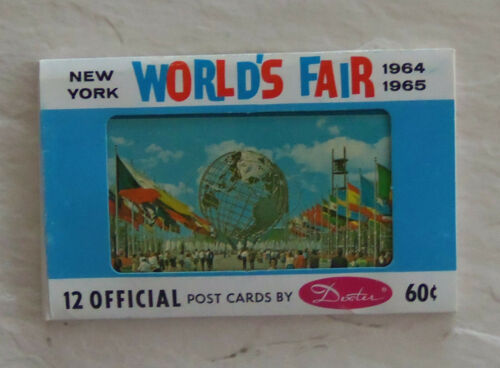 NEW YORK WORLD'S FAIR 1964 1965
12 OFFICIAL POST CARDS BY Dexter® 60¢